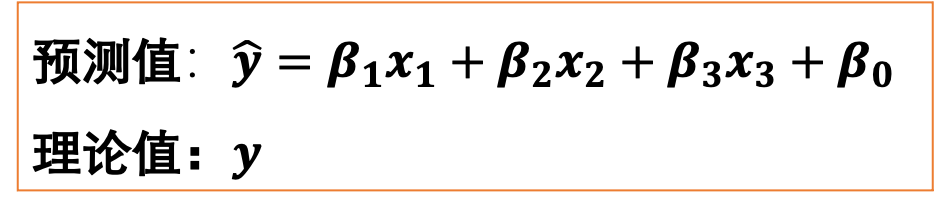 预测值: ŷ = β₁x₁ + β₂x₂ + β₃x₃ + β₀
理论值：y